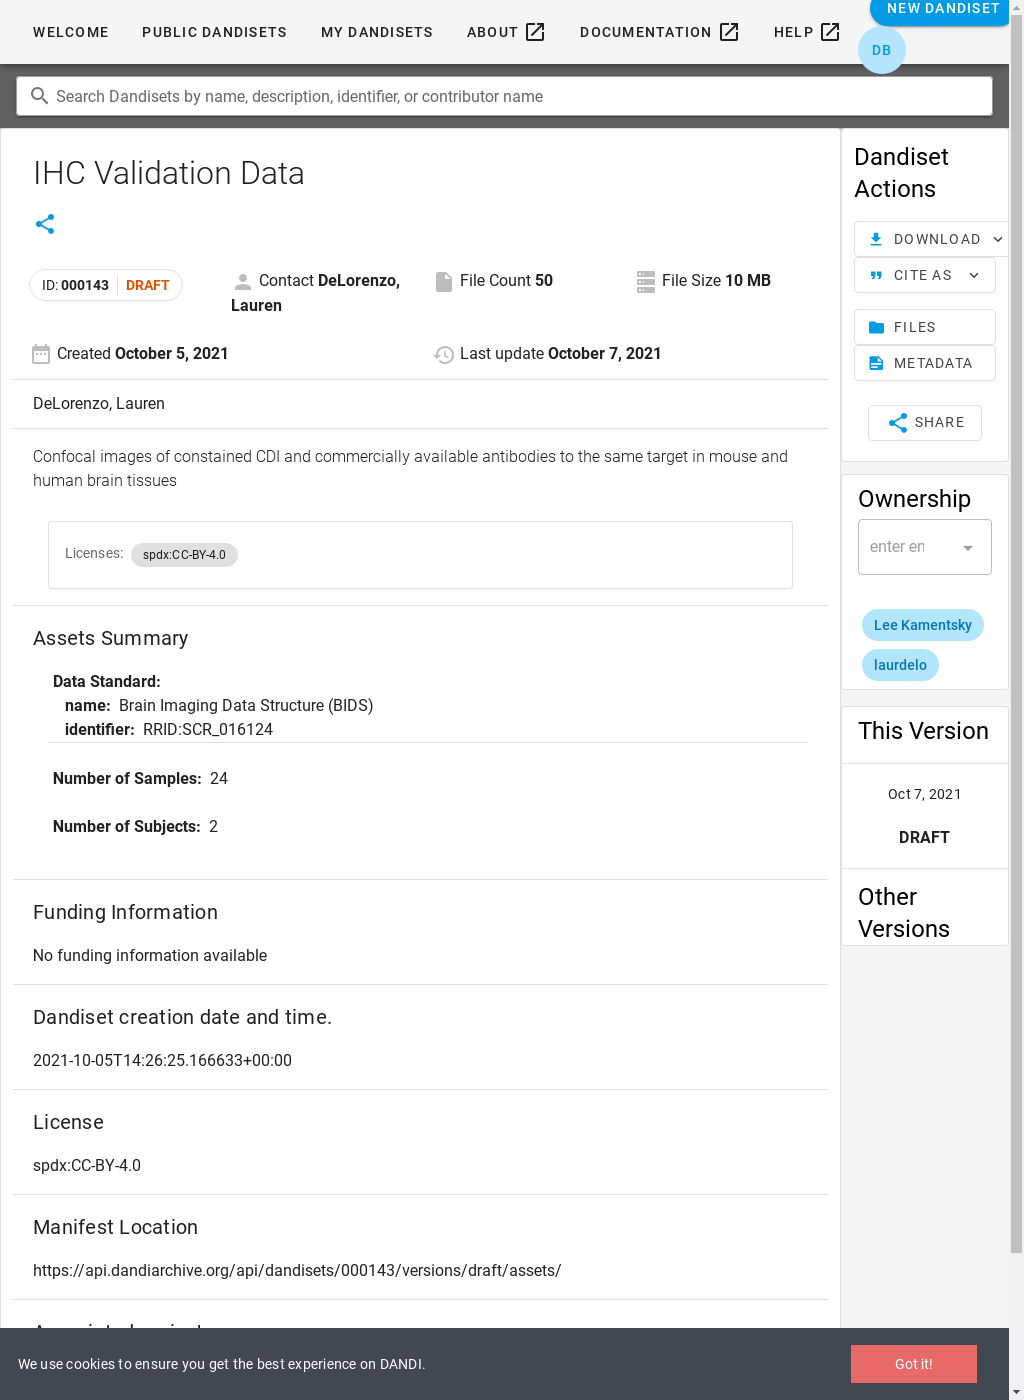 WELCOME PUBLIC DANDISETS MY DANDISETS ABOUT DOCUMENTATION HELP NEW DANDISET
DB
Search Dandisets by name, description, identifier, or contributor name
IHC Validation Data
ID: 000143 DRAFT
Contact DeLorenzo,
Lauren
File Count 50
File Size 10 MB
Created October 5, 2021
Last update October 7, 2021
DeLorenzo, Lauren
Confocal images of constained CDI and commercially available antibodies to the same target in mouse and
human brain tissues
Licenses: spdx:CC-BY-4.0
Assets Summary
Data Standard:
name: Brain Imaging Data Structure (BIDS)
identifier: RRID:SCR_016124
Number of Samples: 24
Number of Subjects: 2
Funding Information
No funding information available
Dandiset creation date and time.
2021-10-05T14:26:25.166633+00:00
License
spdx:CC-BY-4.0
Manifest Location
https://api.dandiarchive.org/api/dandisets/000143/versions/draft/assets/
Dandiset
Actions
DOWNLOAD
CITE AS
FILES
METADATA
SHARE
Ownership
enter em
Lee Kamentsky
laurdelo
This Version
Oct 7, 2021
DRAFT
Other
Versions
We use cookies to ensure you get the best experience on DANDI.
Got it!